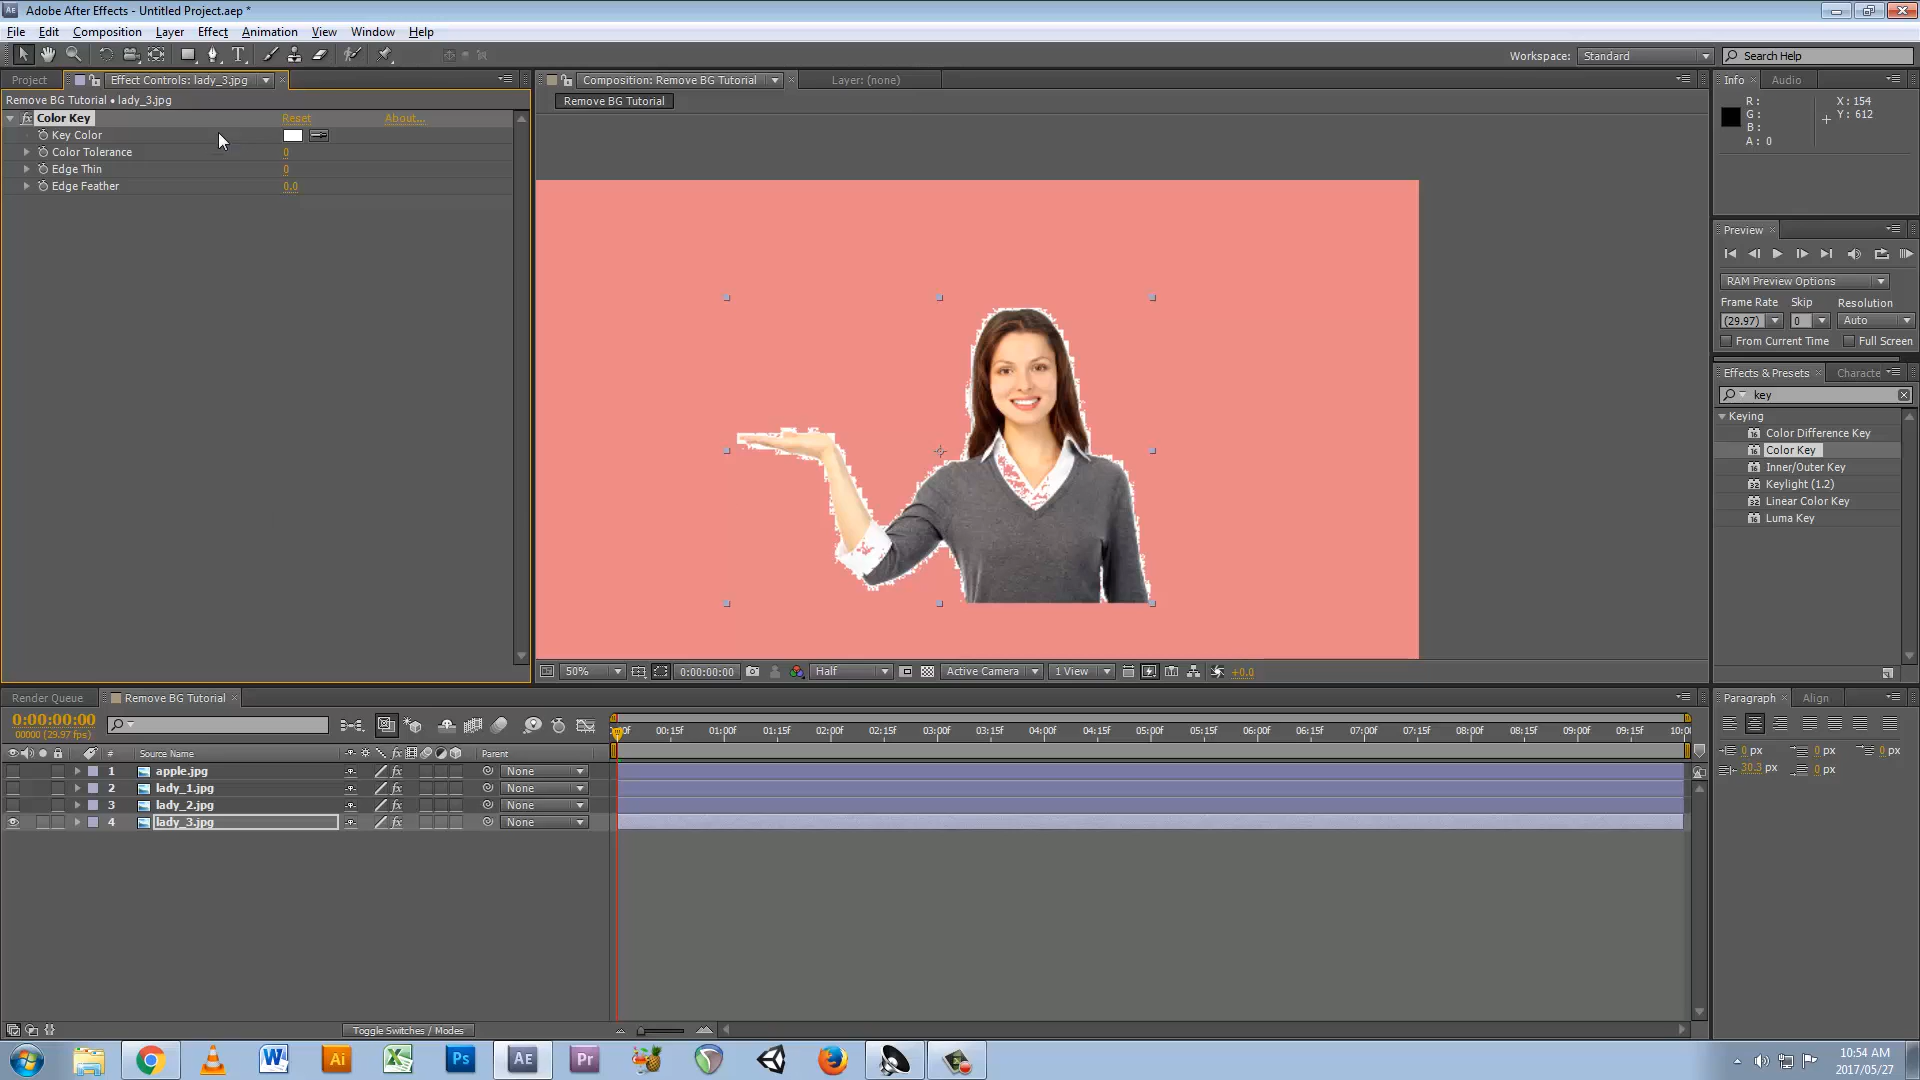 Adobe After Effects - Untitled Project.aep *
File Edit Composition Layer Effect Animation View Window Help
Workspace: Standard Search Help
Project Effect Controls: lady_3.jpg
Remove BG Tutorial • lady_3.jpg
Color Key Reset About...
Key Color
Color Tolerance 0
Edge Thin 0
Edge Feather 0.0
Composition: Remove BG Tutorial Layer: (none)
Remove BG Tutorial
50% 0:00:00:00 Half Active Camera 1 View +0.0
Info Audio
R: X: 154
G: Y: 612
B:
A: 0
Preview
RAM Preview Options
Frame Rate Skip Resolution
(29.97) 0 Auto
From Current Time Full Screen
Effects & Presets Characte
key
Keying
Color Difference Key
Color Key
Inner/Outer Key
Keylight (1.2)
Linear Color Key
Luma Key
Render Queue Remove BG Tutorial
0:00:00:00
00000 (29.97 fps)
# Source Name Parent
1 apple.jpg None
2 lady_1.jpg None
3 lady_2.jpg None
4 lady_3.jpg None
00:15f 01:00f 01:15f 02:00f 02:15f 03:00f 03:15f 04:00f 04:15f 05:00f 05:15f 06:00f 06:15f 07:00f 07:15f 08:00f 08:15f 09:00f 09:15f 10:0
Toggle Switches / Modes
Paragraph Align
0 px 0 px 0 px
30.3 px 0 px
W Ai X Ps AE Pr
10:54 AM
2017/05/27